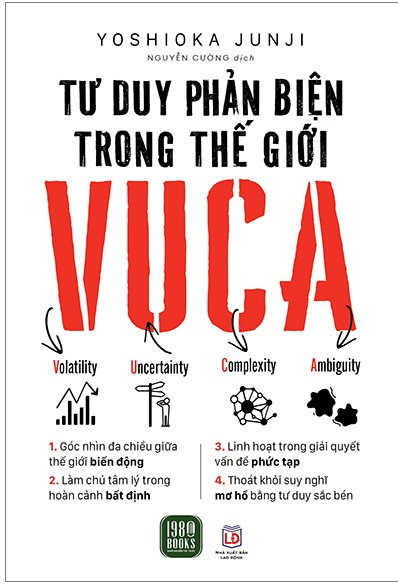 YOSHIOKA JUNJI
NGUYỄN CƯỜNG dịch
TƯ DUY PHẢN BIỆN
TRONG THẾ GIỚI
VUCA
Volatility
Uncertainty
Complexity
Ambiguity
1. Góc nhìn đa chiều giữa
thế giới biến động
2. Làm chủ tâm lý trong
hoàn cảnh bất định
3. Linh hoạt trong giải quyết
vấn đề phức tạp
4. Thoát khỏi suy nghĩ
mơ hồ bằng tư duy sắc bén
1980
BOOKS
LĐ
NHÀ XUẤT BẢN
LAO ĐỘNG